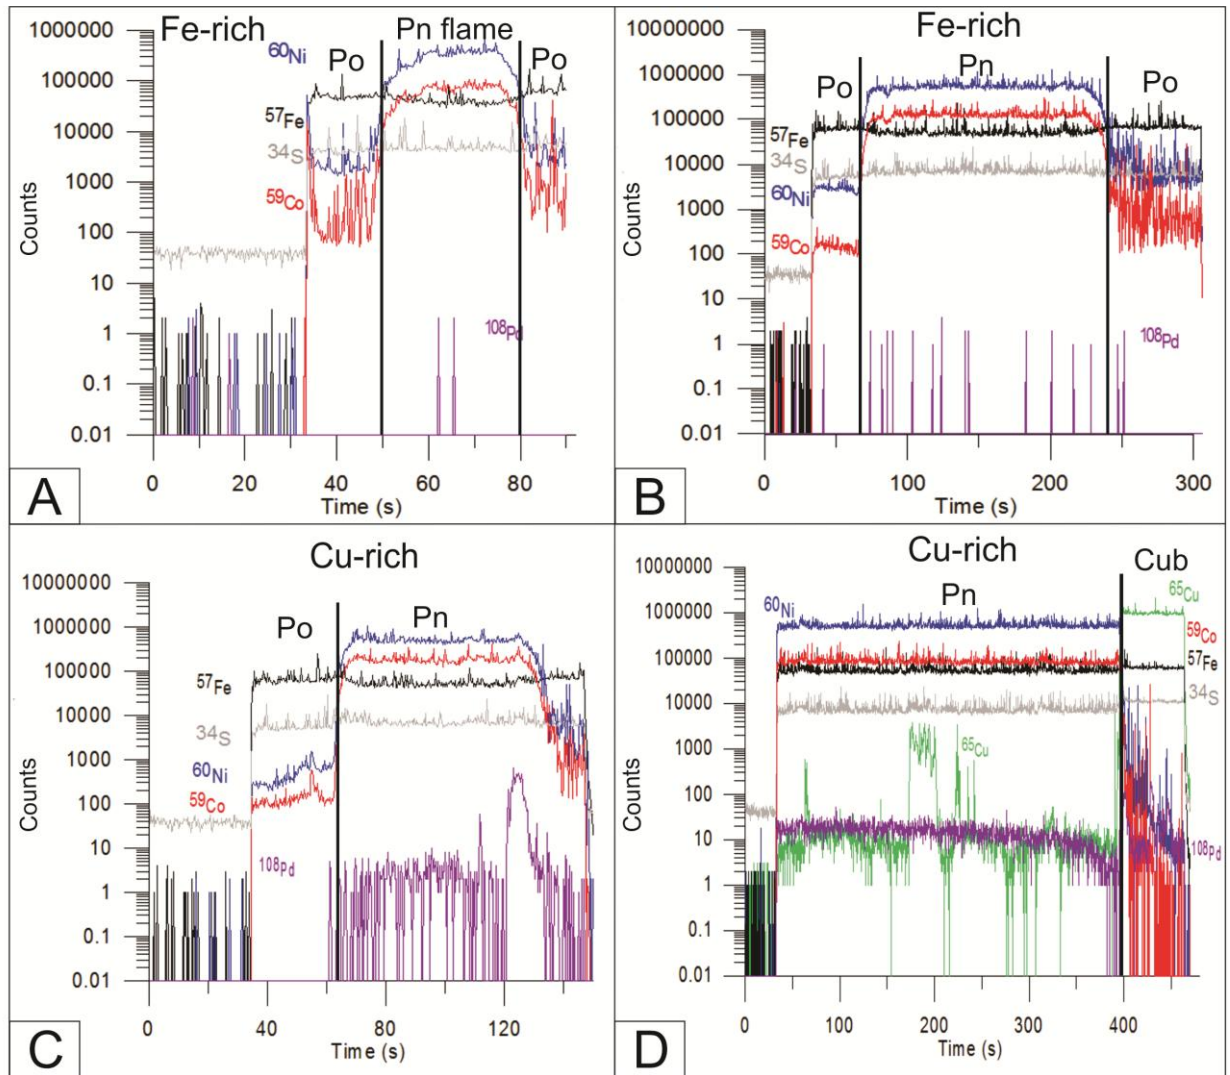 Fe-rich
Pn flame
10000000
60Ni
Po
Po
1000000
100000
57Fe
10000
34S
1000
59Co
100
10
1
108Pd
0.1
0.01
Counts
0 20 40 60 80
Time (s)
A
Fe-rich
10000000
Pn
1000000
Po
Po
100000
57Fe
34S
10000
60Ni
1000
59Co
100
10
1
108Pd
0.1
0.01
Counts
0 100 200 300
Time (s)
B
Cu-rich
10000000
Po
Pn
1000000
100000
57Fe
10000
34S
1000
60Ni
59Co
100
108Pd
10
1
0.1
0.01
Counts
0 40 80 120
Time (s)
C
Cu-rich
Cub
10000000
Pn
65Cu
60Ni
1000000
59Co
100000
57Fe
34S
10000
1000
65Cu
100
10
108Pd
1
0.1
0.01
Counts
0 100 200 300 400
Time (s)
D